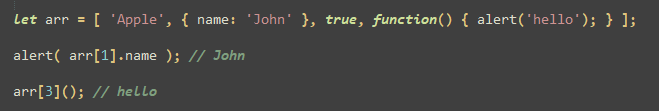 let arr = [ 'Apple', { name: 'John' }, true, function() { alert('hello'); } ];
alert( arr[1].name ); // John
arr[3](); // hello